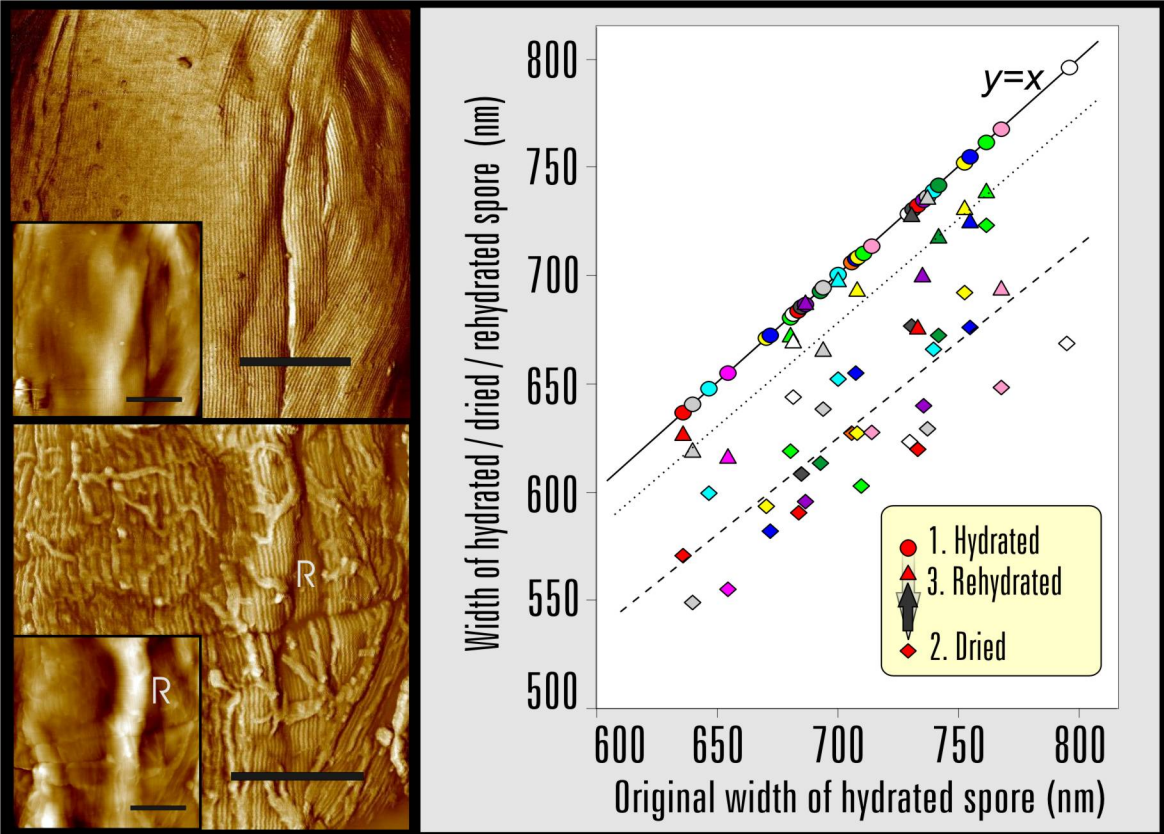 R
R
Width of hydrated / dried / rehydrated spore (nm)
800
750
700
650
600
550
500
y=x
1. Hydrated
3. Rehydrated
2. Dried
600 650 700 750 800
Original width of hydrated spore (nm)